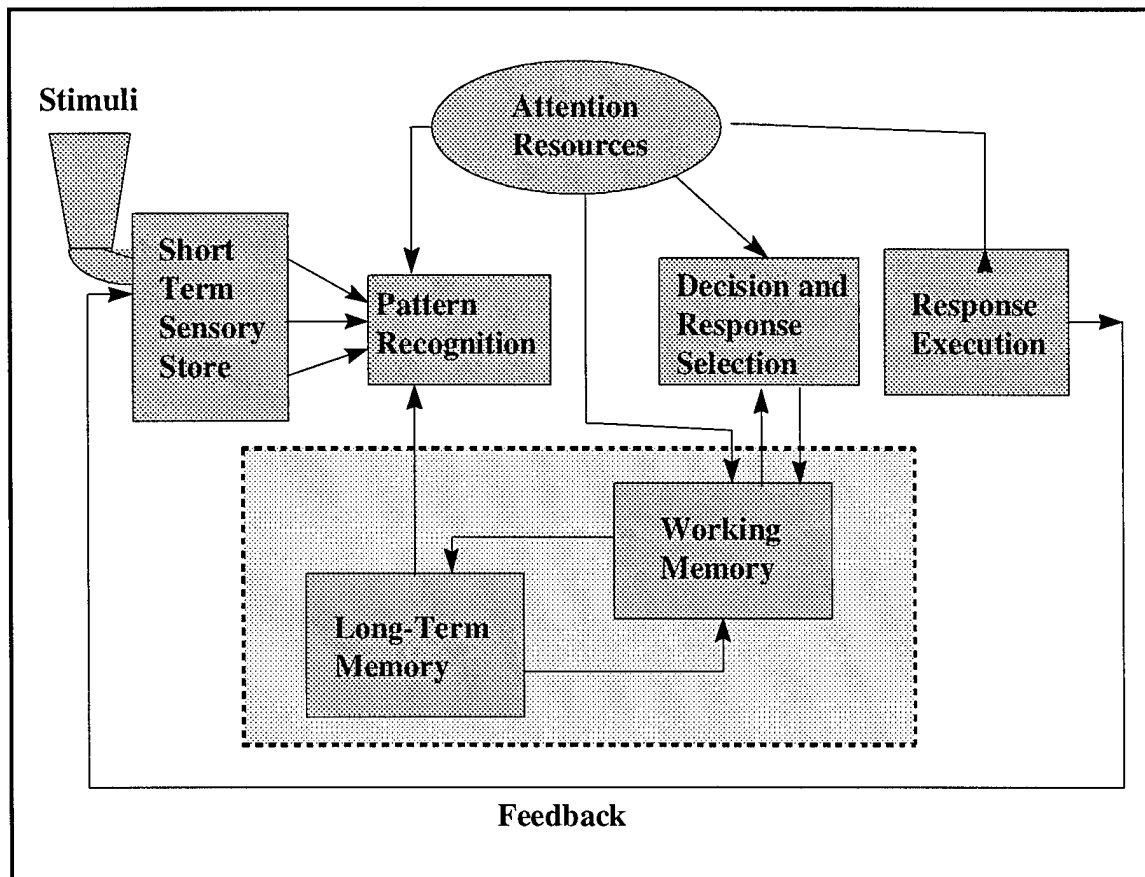 Stimuli
Attention
Resources
Short
Term
Sensory
Store
Pattern
Recognition
Decision and
Response
Selection
Response
Execution
Working
Memory
Long-Term
Memory
Feedback